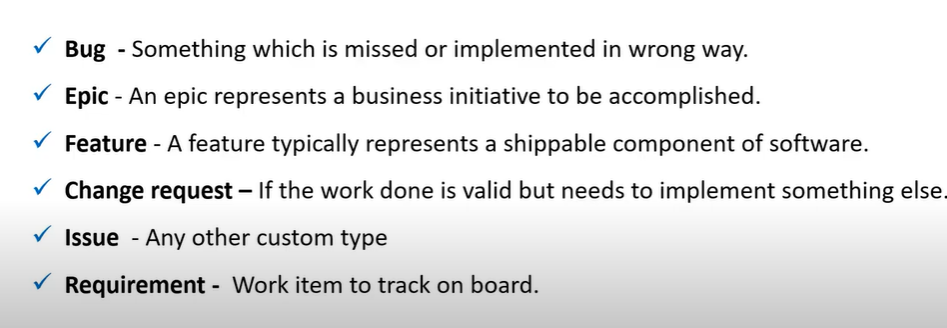 ✓ Bug - Something which is missed or implemented in wrong way.
✓ Epic - An epic represents a business initiative to be accomplished.
✓ Feature - A feature typically represents a shippable component of software.
✓ Change request – If the work done is valid but needs to implement something else.
✓ Issue - Any other custom type
✓ Requirement - Work item to track on board.